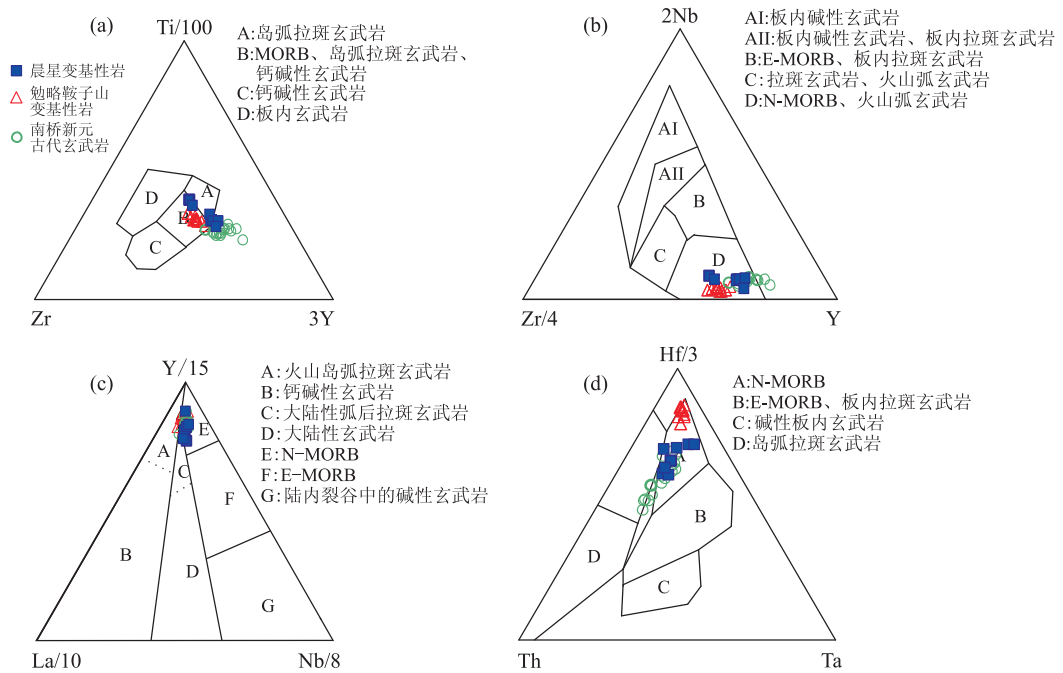 (a)
Ti/100
Zr
3Y
A
B
C
D
A:岛弧拉斑玄武岩
B:MORB、岛弧拉斑玄武岩、
钙碱性玄武岩
C:钙碱性玄武岩
D:板内玄武岩
晨星变基性岩
勉略鞍子山
变基性岩
南桥新元
古代玄武岩
(b)
2Nb
Zr/4
Y
AI
AII
B
C
D
AI:板内碱性玄武岩
AII:板内碱性玄武岩、板内拉斑玄武岩
B:E-MORB、板内拉斑玄武岩
C:拉斑玄武岩、火山弧玄武岩
D:N-MORB、火山弧玄武岩
(c)
Y/15
La/10
Nb/8
A
E
C
F
B
D
G
A:火山岛弧拉斑玄武岩
B:钙碱性玄武岩
C:大陆性弧后拉斑玄武岩
D:大陆性玄武岩
E:N-MORB
F:E-MORB
G:陆内裂谷中的碱性玄武岩
(d)
Hf/3
Th
Ta
A
B
D
C
A:N-MORB
B:E-MORB、板内拉斑玄武岩
C:碱性板内玄武岩
D:岛弧拉斑玄武岩